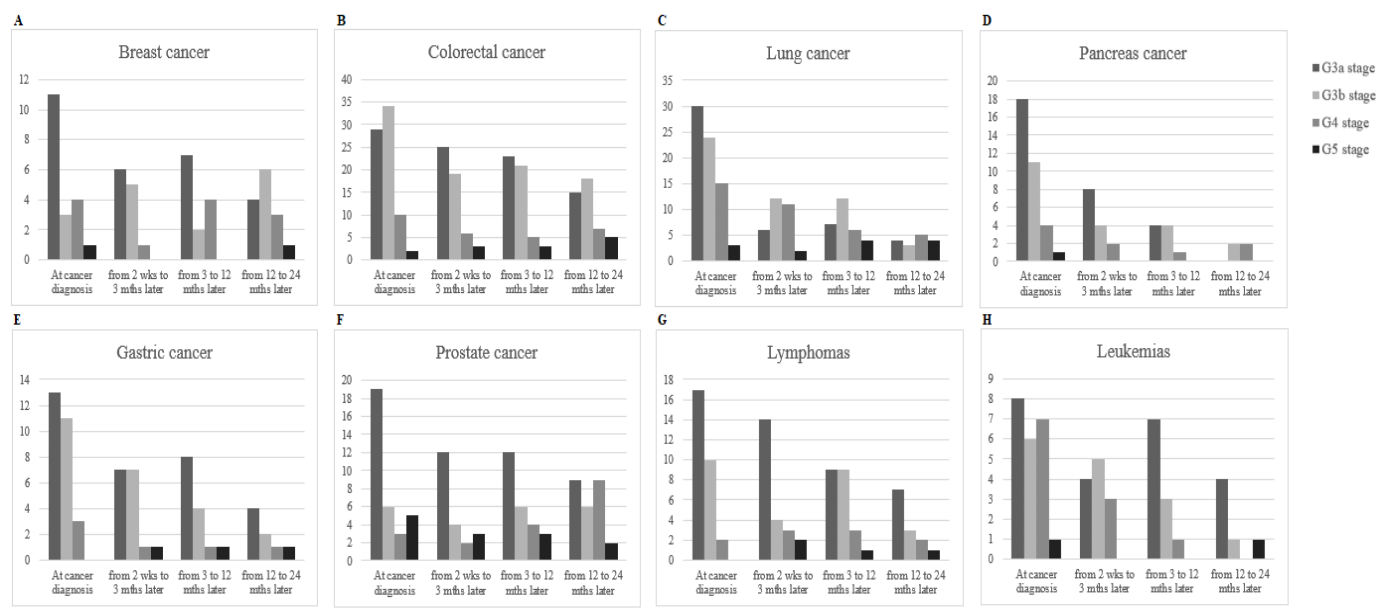 A
Breast cancer
12
10
8
6
4
2
0
At cancer
diagnosis
from 2 wks to
3 mths later
from 3 to 12
mths later
from 12 to 24
mths later
B
Colorectal cancer
40
35
30
25
20
15
10
5
0
At cancer
diagnosis
from 2 wks to
3 mths later
from 3 to 12
mths later
from 12 to 24
mths later
C
Lung cancer
35
30
25
20
15
10
5
0
At cancer
diagnosis
from 2 wks to
3 mths later
from 3 to 12
mths later
from 12 to 24
mths later
D
Pancreas cancer
20
18
16
14
12
10
8
6
4
2
0
At cancer
diagnosis
from 2 wks to
3 mths later
from 3 to 12
mths later
from 12 to 24
mths later
G3a stage
G3b stage
G4 stage
G5 stage
E
Gastric cancer
14
12
10
8
6
4
2
0
At cancer
diagnosis
from 2 wks to
3 mths later
from 3 to 12
mths later
from 12 to 24
mths later
F
Prostate cancer
20
18
16
14
12
10
8
6
4
2
0
At cancer
diagnosis
from 2 wks to
3 mths later
from 3 to 12
mths later
from 12 to 24
mths later
G
Lymphomas
18
16
14
12
10
8
6
4
2
0
At cancer
diagnosis
from 2 wks to
3 mths later
from 3 to 12
mths later
from 12 to 24
mths later
H
Leukemias
9
8
7
6
5
4
3
2
1
0
At cancer
diagnosis
from 2 wks to
3 mths later
from 3 to 12
mths later
from 12 to 24
mths later